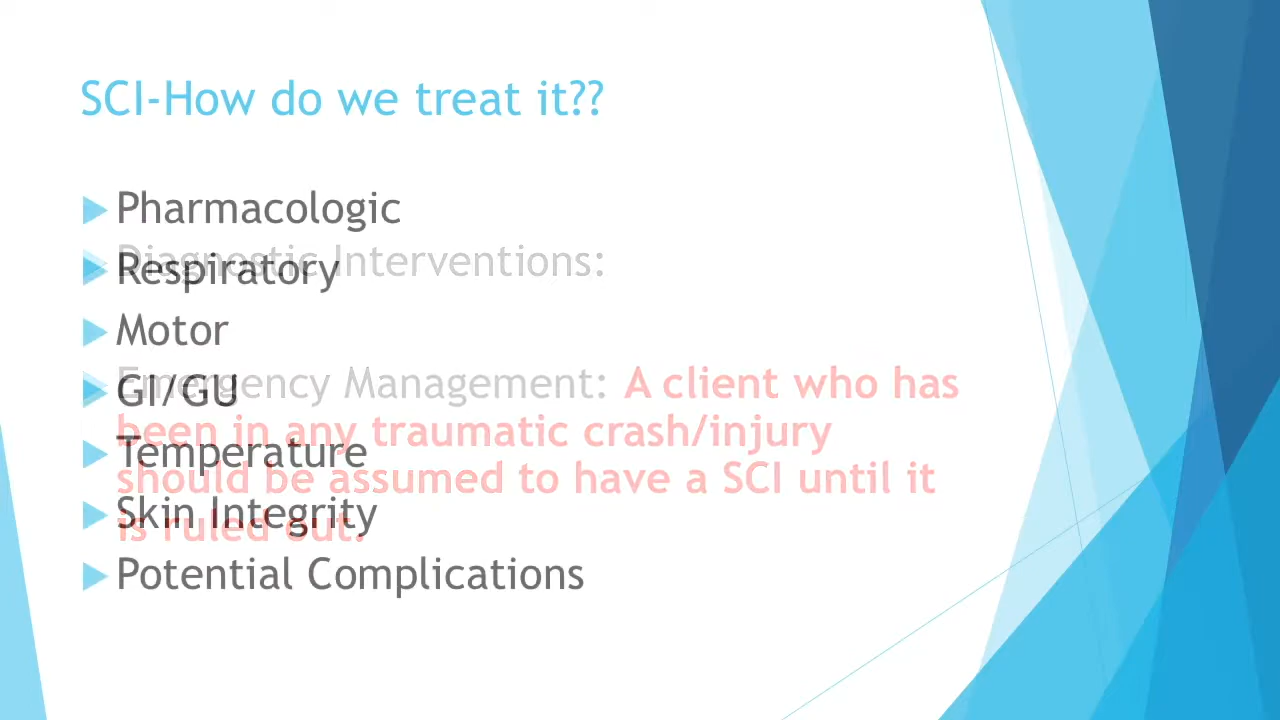 SCI-How do we treat it??
Pharmacologic
Diagnostic Interventions:
Respiratory
Motor
Emergency Management: A client who has
GI/GU
been in any traumatic crash/injury
Temperature
should be assumed to have a SCI until it
Skin Integrity
is ruled out.
Potential Complications